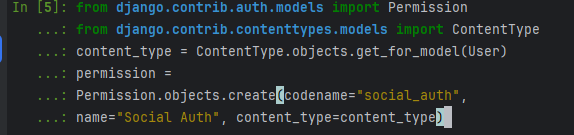 In [5]: from django.contrib.auth.models import Permission
   ...: from django.contrib.contenttypes.models import ContentType
   ...: content_type = ContentType.objects.get_for_model(User)
   ...: permission =
   ...: Permission.objects.create(codename="social_auth",
   ...: name="Social Auth", content_type=content_type)